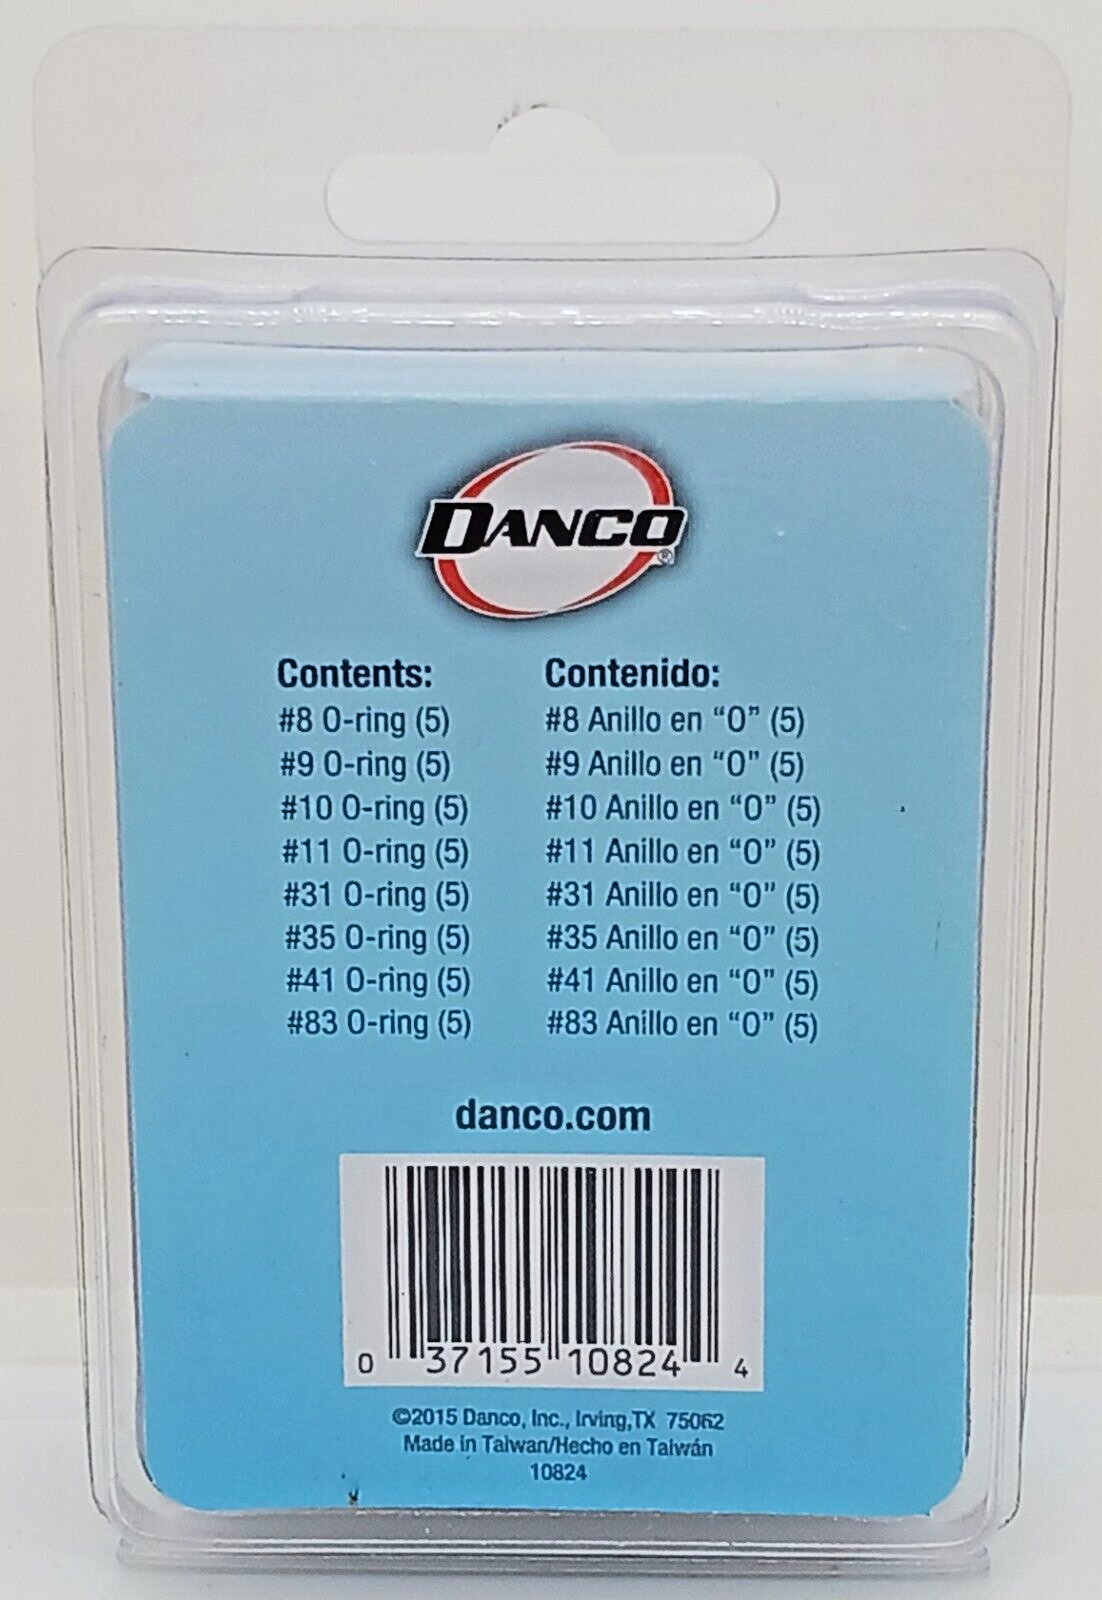 DANCO®
Contents:
#8 O-ring (5)
#9 O-ring (5)
#10 O-ring (5)
#11 O-ring (5)
#31 O-ring (5)
#35 O-ring (5)
#41 O-ring (5)
#83 O-ring (5)
Contenido:
#8 Anillo en “O” (5)
#9 Anillo en “O” (5)
#10 Anillo en “O” (5)
#11 Anillo en “O” (5)
#31 Anillo en “O” (5)
#35 Anillo en “O” (5)
#41 Anillo en “O” (5)
#83 Anillo en “O” (5)
danco.com
0 37155 10824 4
©2015 Danco, Inc., Irving,TX 75062
Made in Taiwan/Hecho en Taiwán
10824